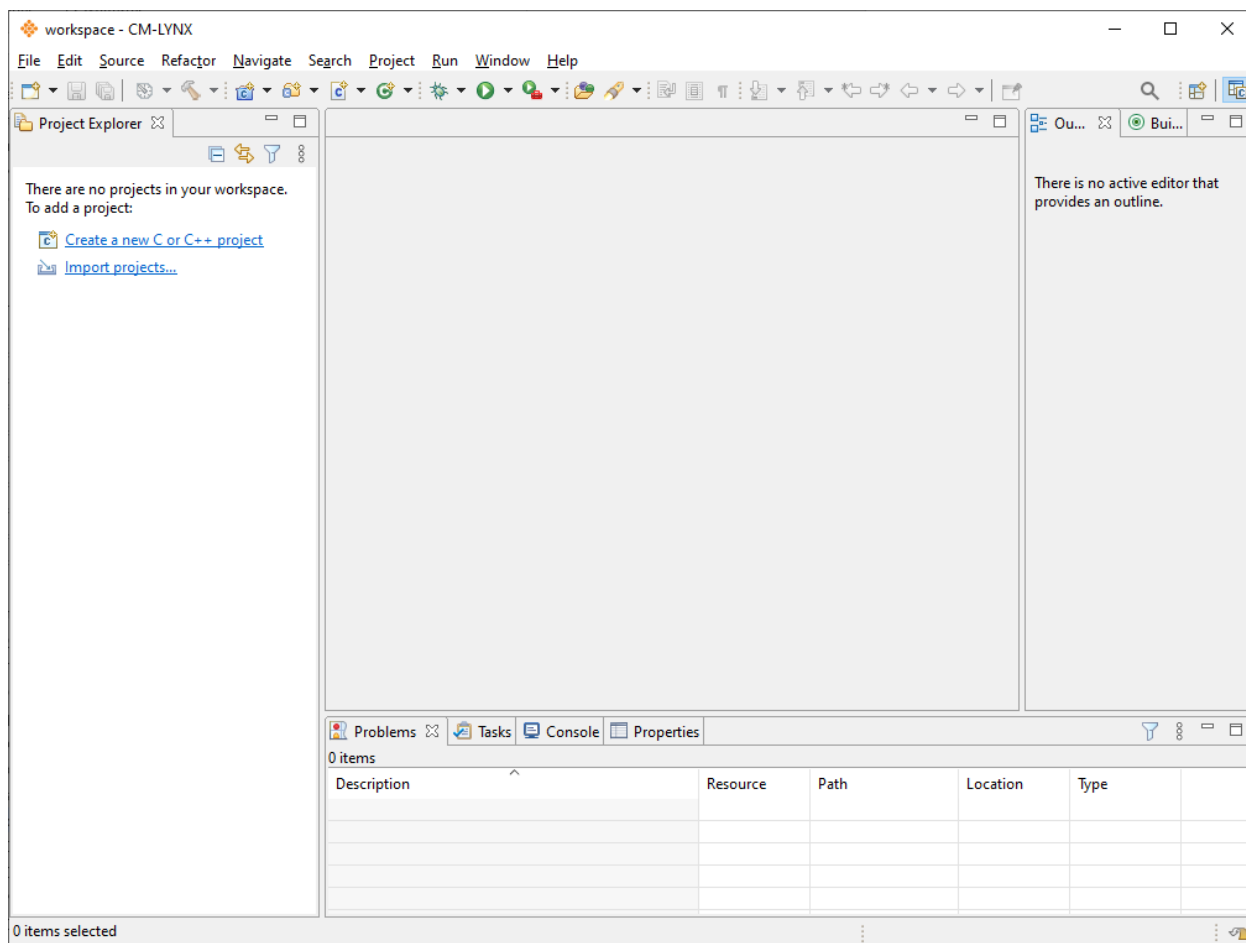 workspace - CM-LYNX
File Edit Source Refactor Navigate Search Project Run Window Help
Project Explorer
There are no projects in your workspace.
To add a project:
Create a new C or C++ project
Import projects...
Ou... Bui...
There is no active editor that
provides an outline.
Problems Tasks Console Properties
0 items
Description Resource Path Location Type
0 items selected